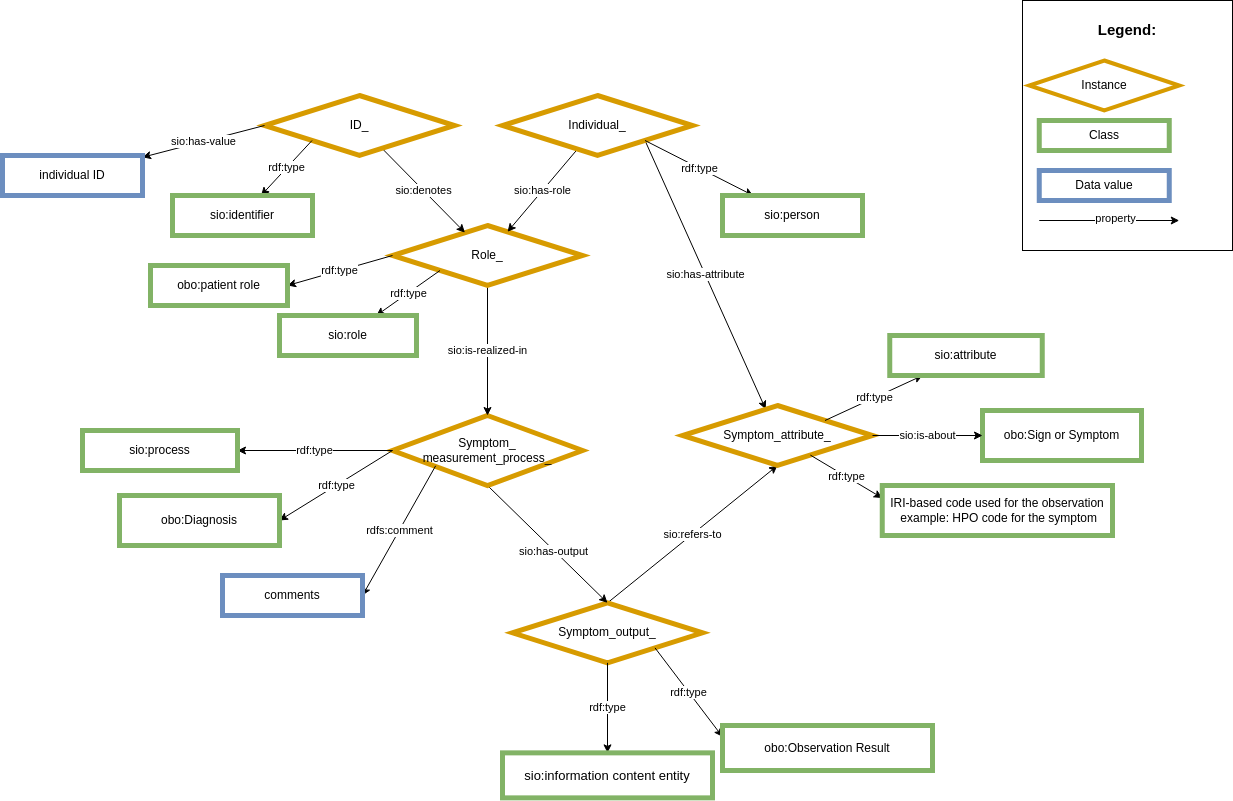 Legend:
Instance
Class
Data value
property
ID_
Individual_
sio:has-value
rdf:type
individual ID
sio:identifier
sio:denotes
sio:has-role
rdf:type
sio:person
Role_
rdf:type
obo:patient role
rdf:type
sio:role
sio:has-attribute
sio:is-realized-in
sio:attribute
rdf:type
Symptom_attribute_
sio:is-about
obo:Sign or Symptom
rdf:type
IRI-based code used for the observation
example: HPO code for the symptom
Symptom_
measurement_process_
rdf:type
sio:process
rdf:type
obo:Diagnosis
rdfs:comment
comments
sio:has-output
sio:refers-to
Symptom_output_
rdf:type
rdf:type
sio:information content entity
obo:Observation Result